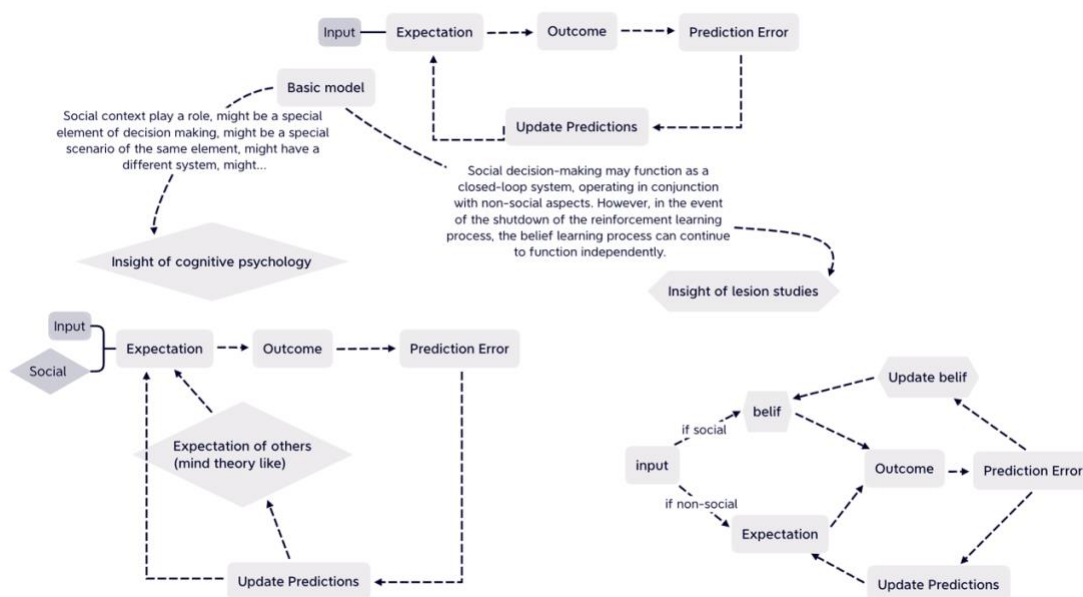 Input
Expectation
Outcome
Prediction Error
Basic model
Update Predictions
Social context play a role, might be a special
element of decision making, might be a special
scenario of the same element, might have a
different system, might...
Social decision-making may function as a
closed-loop system, operating in conjunction
with non-social aspects. However, in the event
of the shutdown of the reinforcement learning
process, the belief learning process can continue
to function independently.
Insight of cognitive psychology
Insight of lesion studies
Input
Social
Expectation
Outcome
Prediction Error
Expectation of others
(mind theory like)
Update Predictions
Update belif
belif
if social
input
Outcome
Prediction Error
if non-social
Expectation
Update Predictions